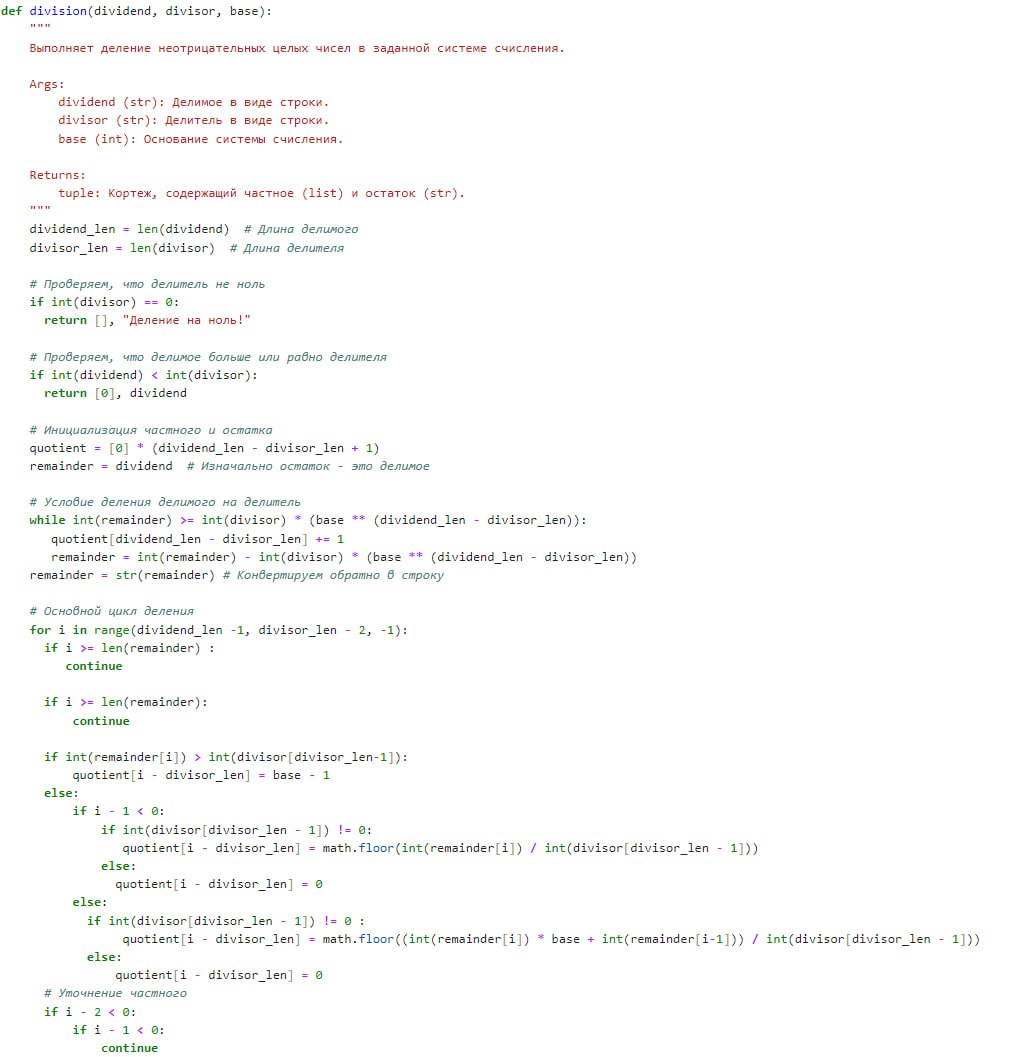 def division(dividend, divisor, base):
"""
Выполняет деление неотрицательных целых чисел в заданной системе счисления.
Args:
dividend (str): Делимое в виде строки.
divisor (str): Делитель в виде строки.
base (int): Основание системы счисления.
Returns:
tuple: Кортеж, содержащий частное (list) и остаток (str).
"""
dividend_len = len(dividend)  # Длина делимого
divisor_len = len(divisor)  # Длина делителя
# Проверяем, что делитель не ноль
if int(divisor) == 0:
return [], "Деление на ноль!"
# Проверяем, что делимое больше или равно делителя
if int(dividend) < int(divisor):
return [0], dividend
# Инициализация частного и остатка
quotient = [0] * (dividend_len - divisor_len + 1)
remainder = dividend  # Изначально остаток - это делимое
# Условие деления делимого на делитель
while int(remainder) >= int(divisor) * (base ** (dividend_len - divisor_len)):
quotient[dividend_len - divisor_len] += 1
remainder = int(remainder) - int(divisor) * (base ** (dividend_len - divisor_len))
remainder = str(remainder) # Конвертируем обратно в строку
# Основной цикл деления
for i in range(dividend_len -1, divisor_len - 2, -1):
if i >= len(remainder) :
continue
if i >= len(remainder):
continue
if int(remainder[i]) > int(divisor[divisor_len-1]):
quotient[i - divisor_len] = base - 1
else:
if i - 1 < 0:
if int(divisor[divisor_len - 1]) != 0:
quotient[i - divisor_len] = math.floor(int(remainder[i]) / int(divisor[divisor_len - 1]))
else:
quotient[i - divisor_len] = 0
else:
if int(divisor[divisor_len - 1]) != 0 :
quotient[i - divisor_len] = math.floor((int(remainder[i]) * base + int(remainder[i-1])) / int(divisor[divisor_len - 1]))
else:
quotient[i - divisor_len] = 0
# Уточнение частного
if i - 2 < 0:
if i - 1 < 0:
continue